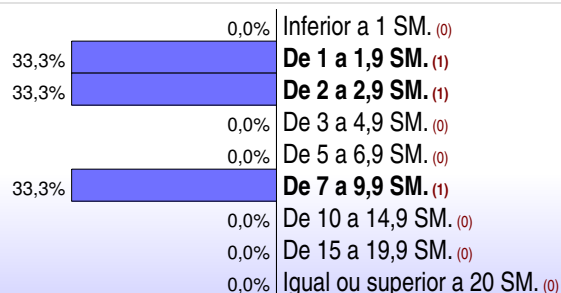 0,0% Inferior a 1 SM. (0)
33,3% De 1 a 1,9 SM. (1)
33,3% De 2 a 2,9 SM. (1)
0,0% De 3 a 4,9 SM. (0)
0,0% De 5 a 6,9 SM. (0)
33,3% De 7 a 9,9 SM. (1)
0,0% De 10 a 14,9 SM. (0)
0,0% De 15 a 19,9 SM. (0)
0,0% Igual ou superior a 20 SM. (0)